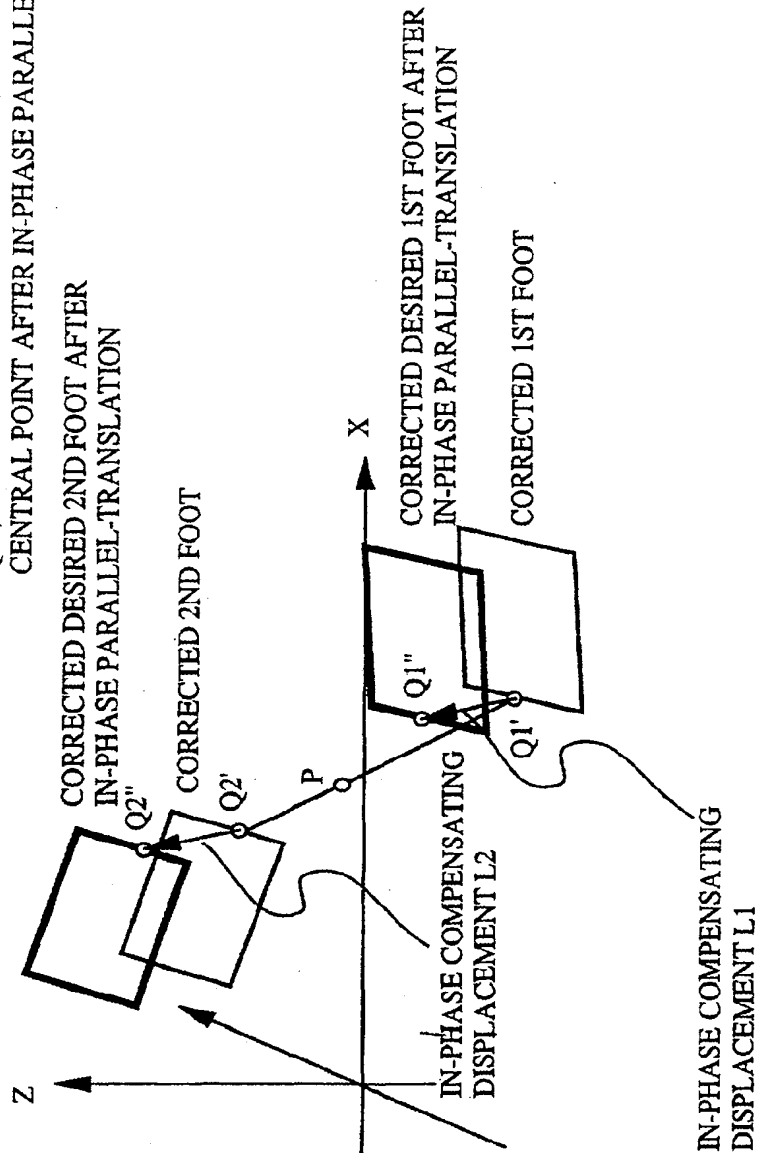 CENTRAL POINT AFTER IN-PHASE
CORRECTED DESIRED 2ND FOOT AFTER
IN-PHASE PARALLEL-TRANSLATION
Q2"
CORRECTED 2ND FOOT
Q2'
P
Z
X
CORRECTED DESIRED 1ST FOOT AFTER
IN-PHASE PARALLEL-TRANSLATION
CORRECTED 1ST FOOT
Q1"
Q1'
IN-PHASE COMPENSATING
DISPLACEMENT L2
IN-PHASE COMPENSATING
DISPLACEMENT L1